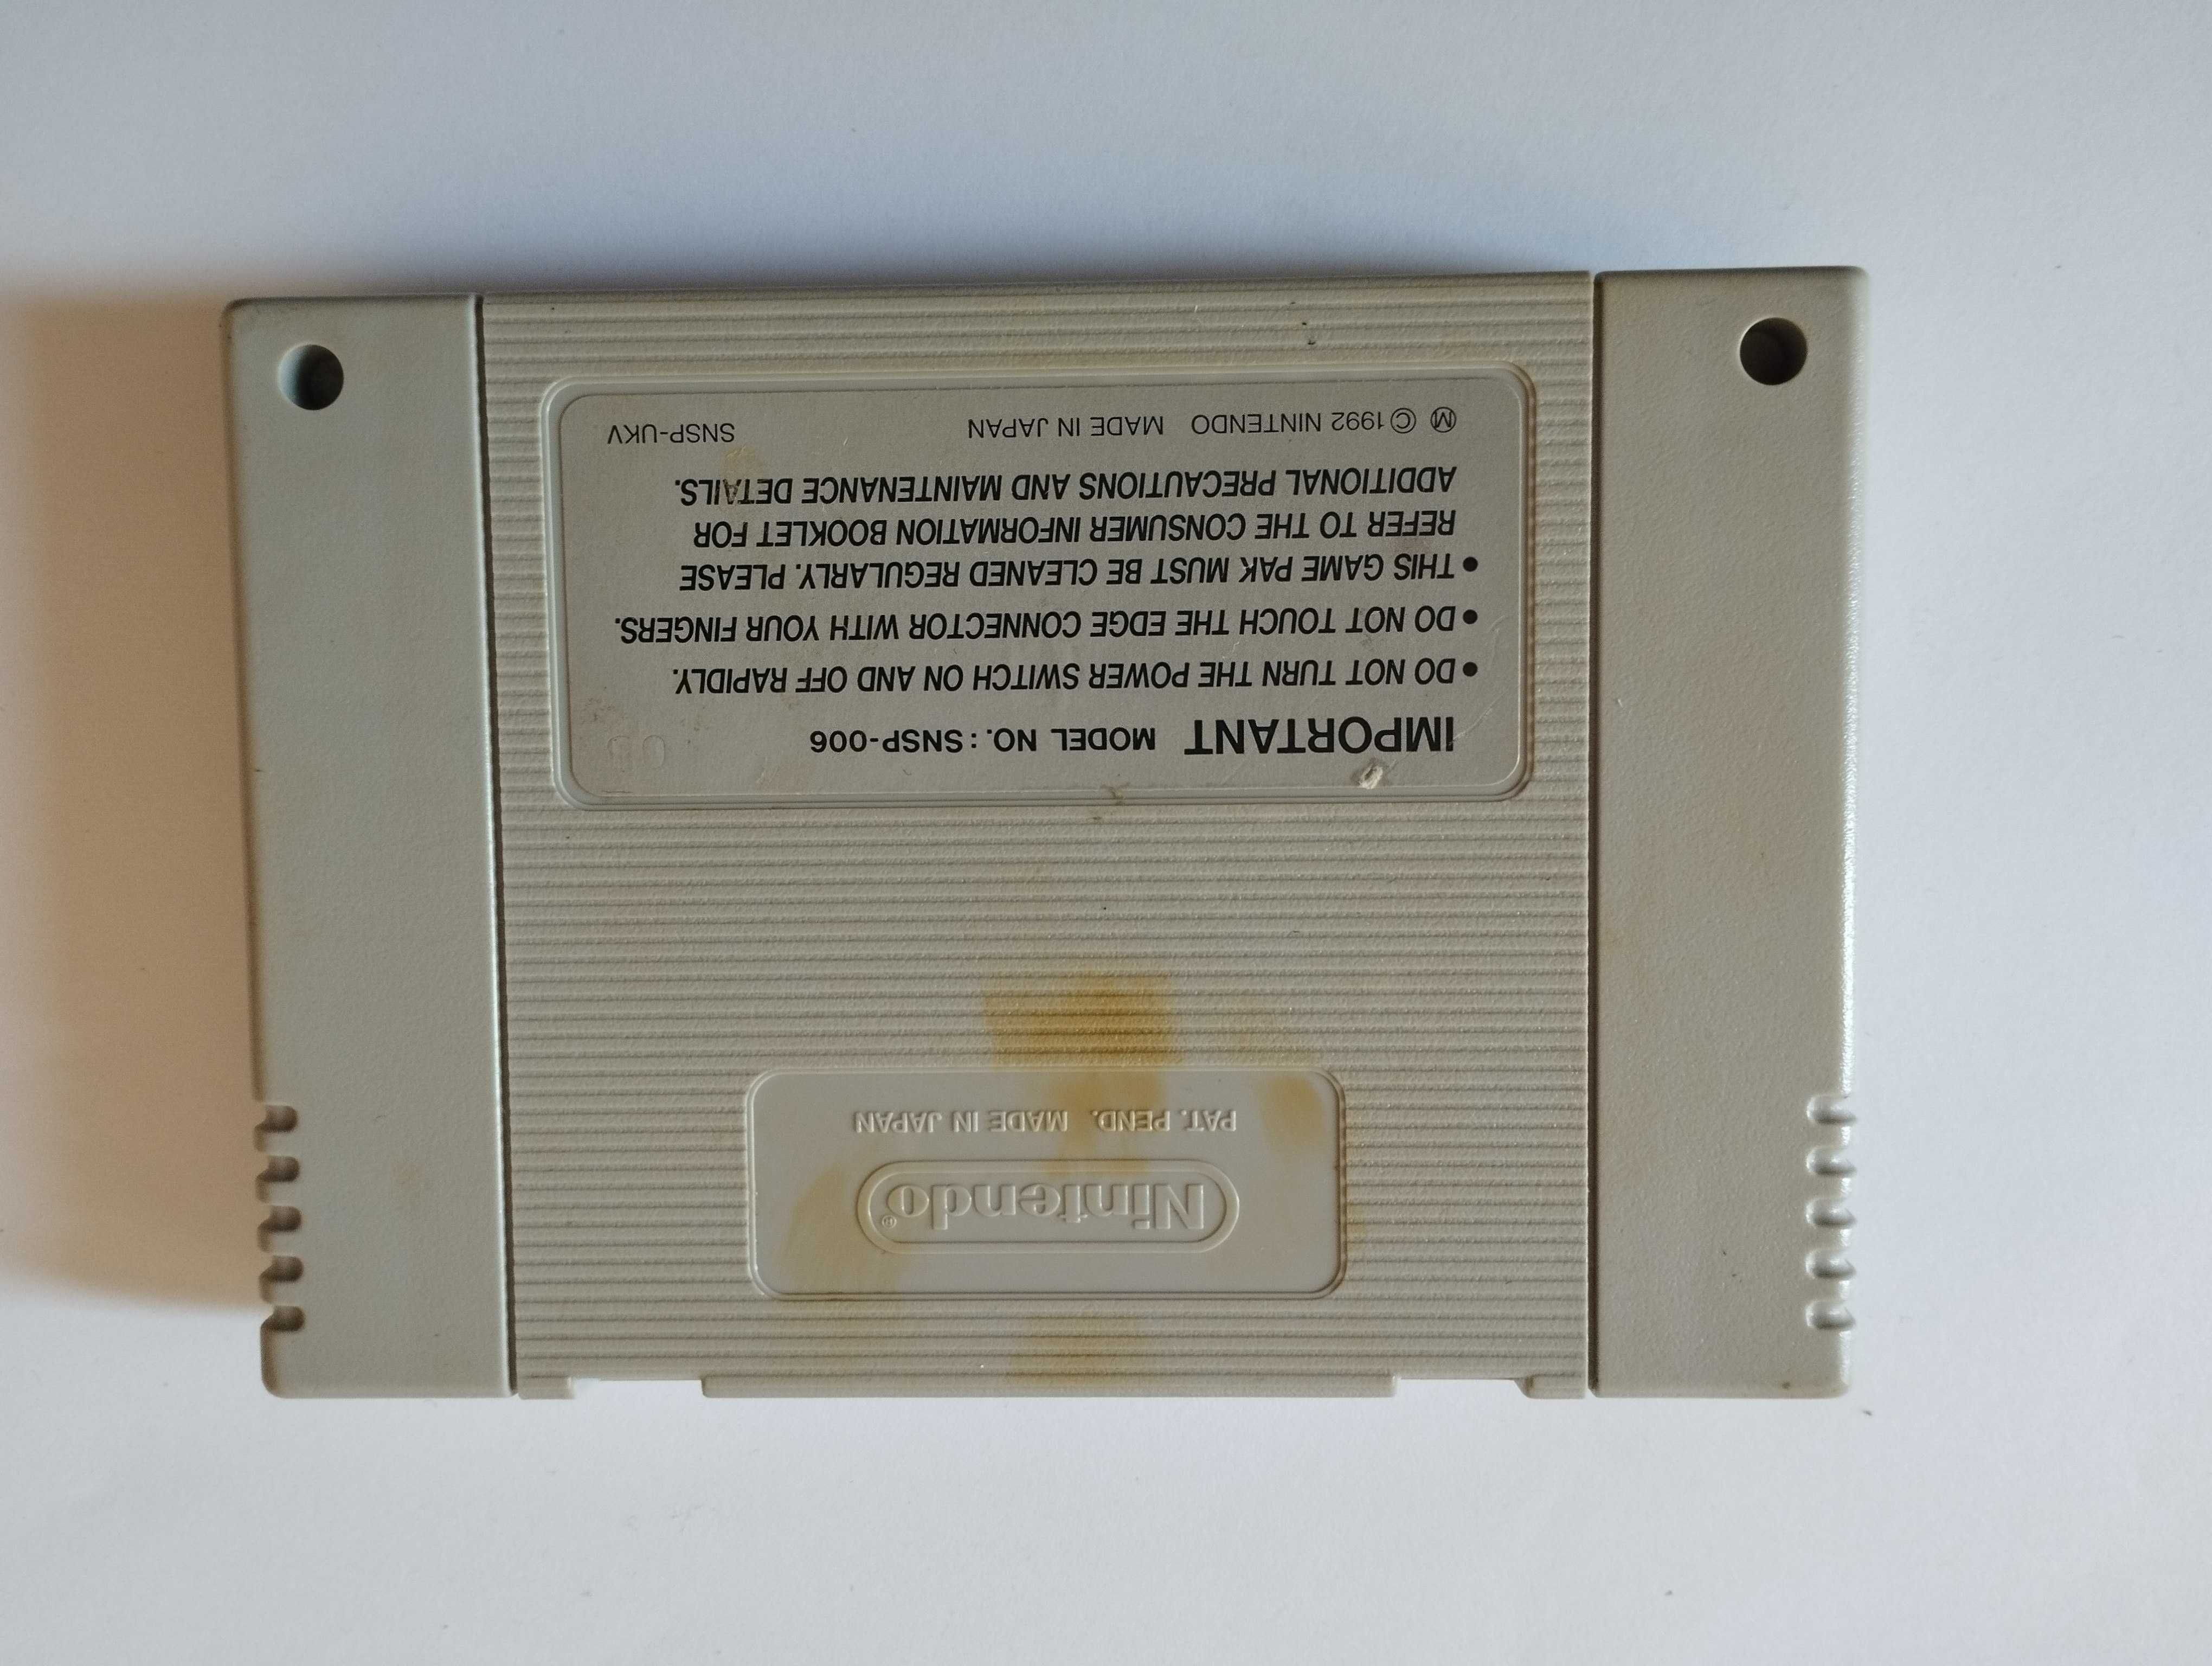 IMPORTANT MODEL NO.: SNSP-006
● DO NOT TURN THE POWER SWITCH ON AND OFF RAPIDLY.
● DO NOT TOUCH THE EDGE CONNECTOR WITH YOUR FINGERS.
● THIS GAME PAK MUST BE CLEANED REGULARLY. PLEASE
REFER TO THE CONSUMER INFORMATION BOOKLET FOR
ADDITIONAL PRECAUTIONS AND MAINTENANCE DETAILS.
Ⓜ © 1992 NINTENDO MADE IN JAPAN SNSP-UKV
Nintendo®
PAT. PEND. MADE IN JAPAN